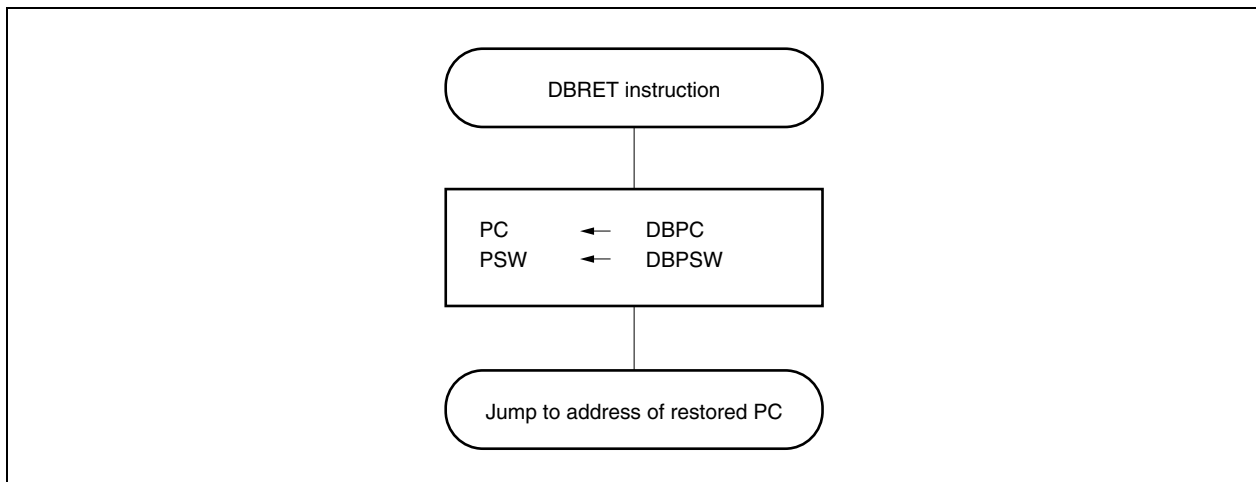 DBRET instruction
PC ← DBPC
PSW ← DBPSW
Jump to address of restored PC